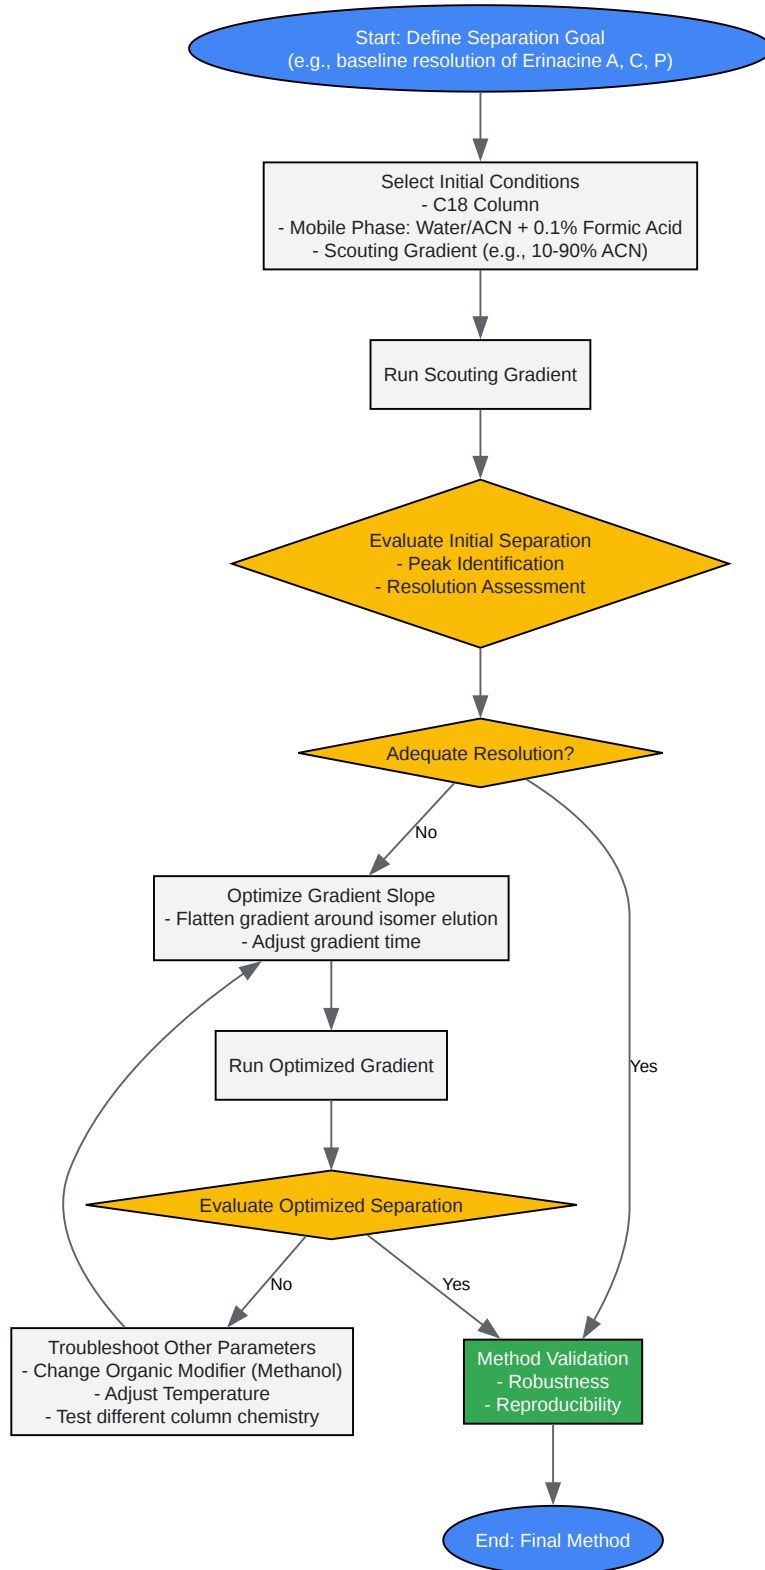 Start: Define Separation Goal
(e.g., baseline resolution of Erinacine A, C, P)
Select Initial Conditions
- C18 Column
- Mobile Phase: Water/ACN + 0.1% Formic Acid
- Scouting Gradient (e.g., 10-90% ACN)
Run Scouting Gradient
Evaluate Initial Separation
- Peak Identification
- Resolution Assessment
Adequate Resolution?
No
Optimize Gradient Slope
- Flatten gradient around isomer elution
- Adjust gradient time
Run Optimized Gradient
Yes
Evaluate Optimized Separation
No
Yes
Troubleshoot Other Parameters
- Change Organic Modifier (Methanol)
- Adjust Temperature
- Test different column chemistry
Method Validation
- Robustness
- Reproducibility
End: Final Method